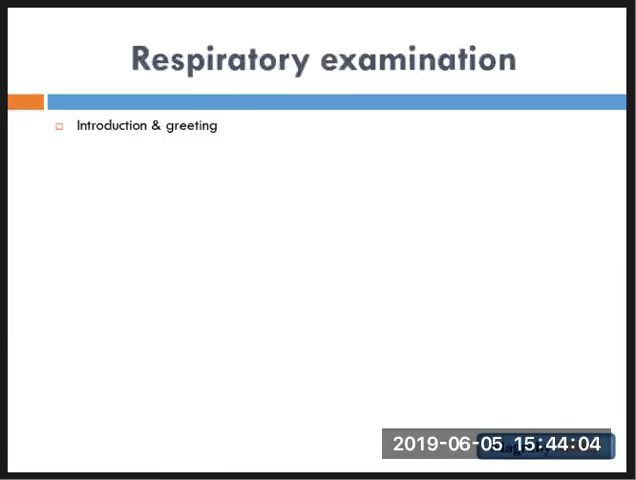 Respiratory examination
Introduction & greeting
2019-06-05 15:44:04